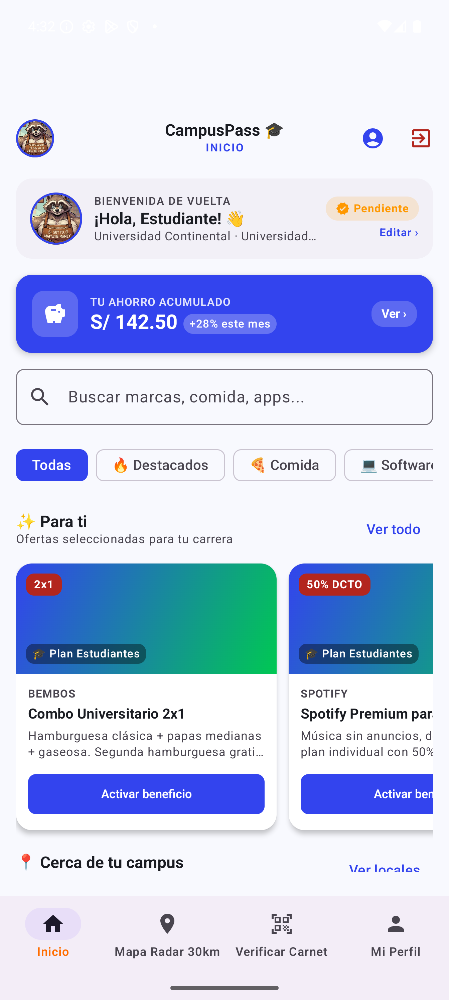 4:32
CampusPass 🎓
INICIO
BIENVENIDA DE VUELTA
¡Hola, Estudiante! 👋
Universidad Continental · Universidad…
Pendiente
Editar ›
¡SÍ, SOY YO, EL
MAPACHE MAMEY!
TU AHORRO ACUMULADO
S/ 142.50
+28% este mes
Ver ›
Buscar marcas, comida, apps...
Todas
🔥 Destacados
🍕 Comida
💻 Software
✨ Para ti
Ofertas seleccionadas para tu carrera
Ver todo
2x1
🎓 Plan Estudiantes
BEMBOS
Combo Universitario 2x1
Hamburguesa clásica + papas medianas
+ gaseosa. Segunda hamburguesa grati…
Activar beneficio
50% DCTO
🎓 Plan Estudiantes
SPOTIFY
Spotify Premium par
Música sin anuncios, d
plan individual con 50%
Activar ben
📍 Cerca de tu campus
Ver locales
Inicio
Mapa Radar 30km
Verificar Carnet
Mi Perfil